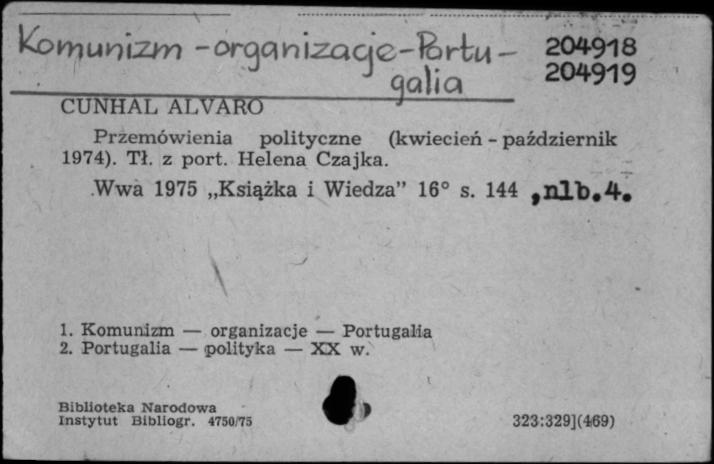 Komunizm - organizacje - Portu-
galia
204918
204919
CUNHAL ALVARO
Przemówienia polityczne (kwiecień - październik
1974). Tł. z port. Helena Czajka.
Wwa 1975 „Książka i Wiedza” 16° s. 144 , nlb. 4.
1. Komunizm — organizacje — Portugalia
2. Portugalia — polityka — XX w.
Biblioteka Narodowa
Instytut Bibliogr. 4750/75
323:329](469)